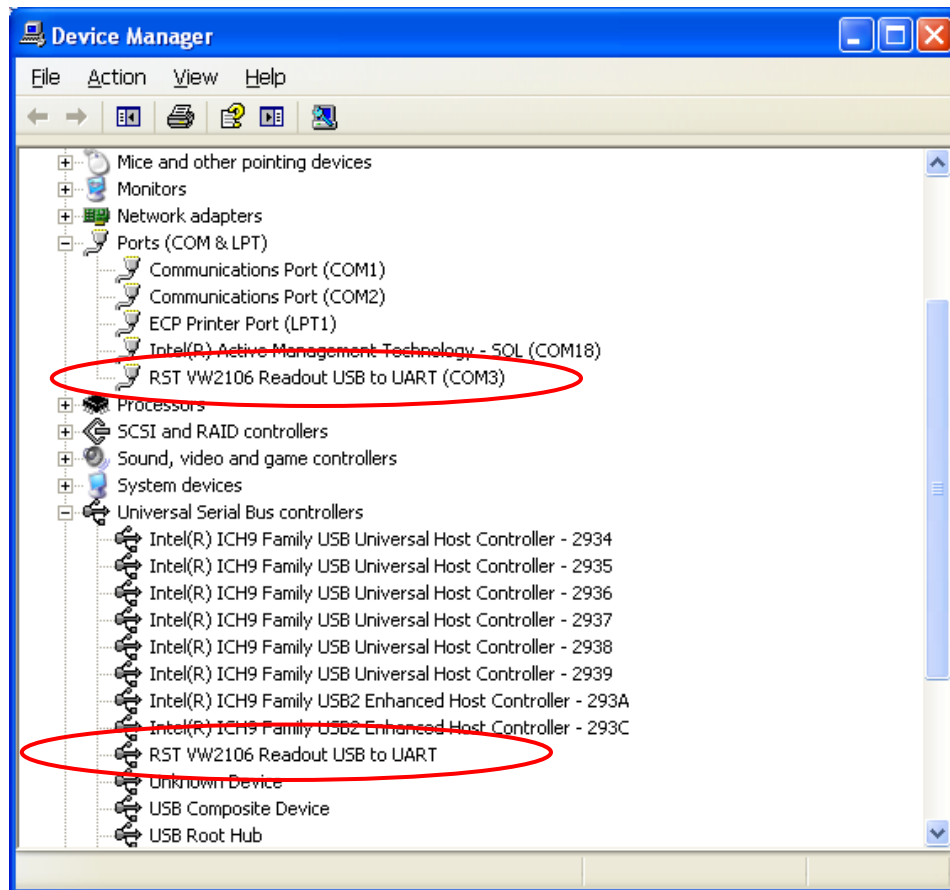 Device Manager
File Action View Help
Mice and other pointing devices
Monitors
Network adapters
Ports (COM & LPT)
Communications Port (COM1)
Communications Port (COM2)
ECP Printer Port (LPT1)
Intel(R) Active Management Technology - SOL (COM18)
RST VW2106 Readout USB to UART (COM3)
Processors
SCSI and RAID controllers
Sound, video and game controllers
System devices
Universal Serial Bus controllers
Intel(R) ICH9 Family USB Universal Host Controller - 2934
Intel(R) ICH9 Family USB Universal Host Controller - 2935
Intel(R) ICH9 Family USB Universal Host Controller - 2936
Intel(R) ICH9 Family USB Universal Host Controller - 2937
Intel(R) ICH9 Family USB Universal Host Controller - 2938
Intel(R) ICH9 Family USB Universal Host Controller - 2939
Intel(R) ICH9 Family USB2 Enhanced Host Controller - 293A
Intel(R) ICH9 Family USB2 Enhanced Host Controller - 293C
RST VW2106 Readout USB to UART
Unknown Device
USB Composite Device
USB Root Hub